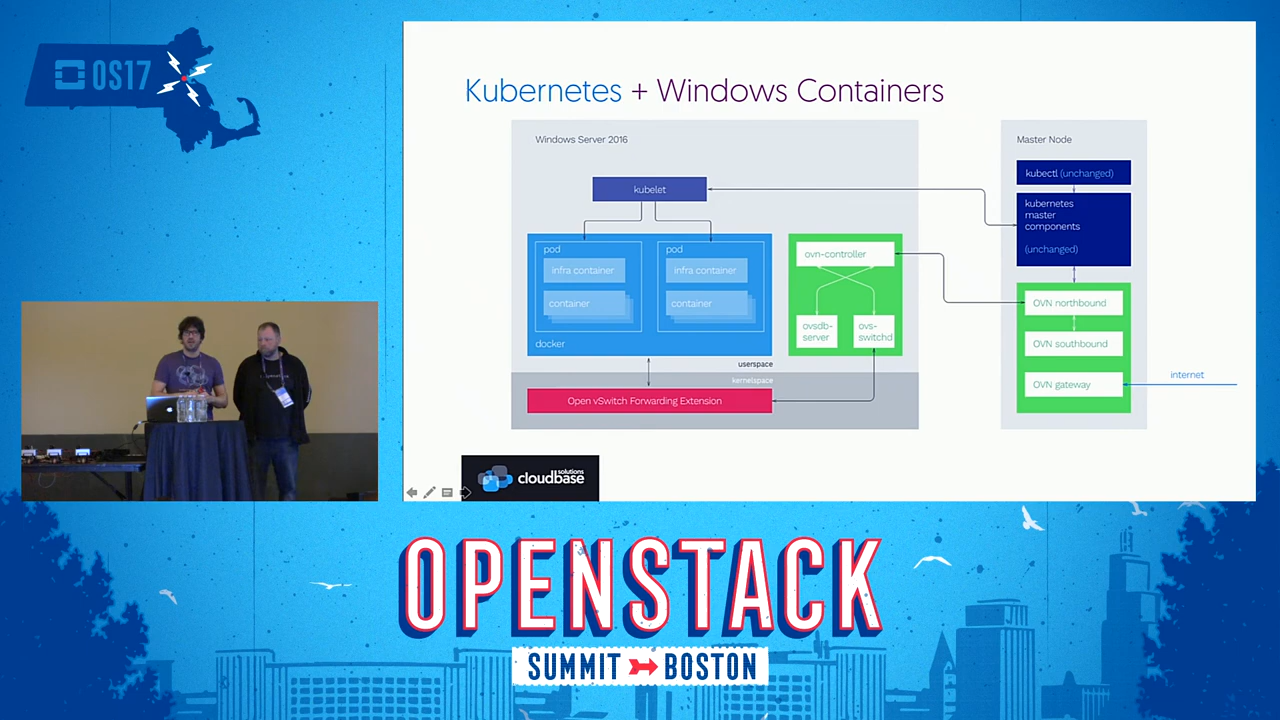 OS17
Kubernetes + Windows Containers
Windows Server 2016
kubelet
pod
infra container
container
pod
infra container
container
docker
ovn-controller
ovsdb-
server
ovs-
switchd
userspace
kernelspace
Open vSwitch Forwarding Extension
Master Node
kubectl (unchanged)
kubernetes
master
components
(unchanged)
OVN northbound
OVN southbound
OVN gateway
internet
cloudbase
solutions
OPENSTACK
SUMMIT BOSTON